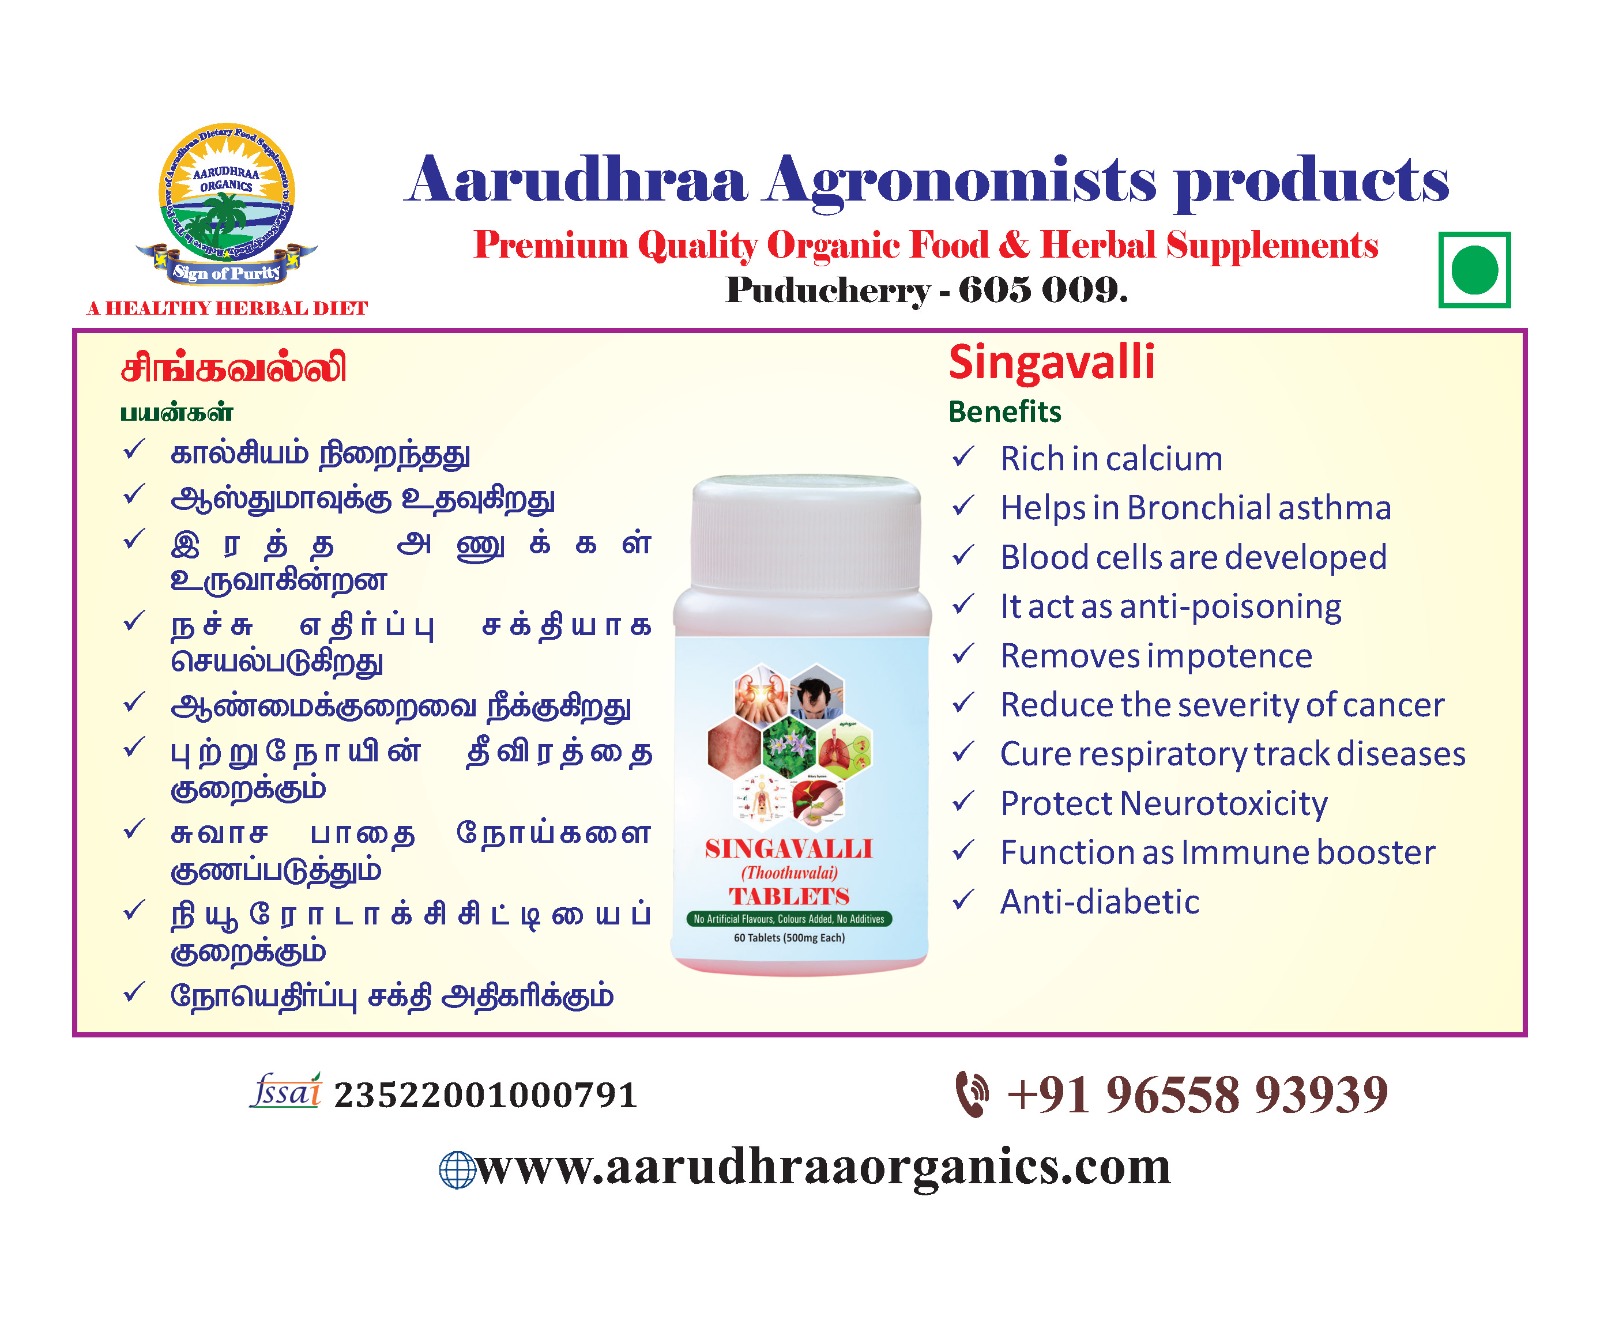 AARUDHRAA
ORGANICS
Sign of Purity
A HEALTHY HERBAL DIET
Aarudhraa Agronomists products
Premium Quality Organic Food & Herbal Supplements
Puducherry - 605 009.
சிங்கவல்லி
பயன்கள்
✓ கால்சியம் நிறைந்தது
✓ ஆஸ்துமாவுக்கு உதவுகிறது
✓ இரத்த அணுக்கள்
உருவாகின்றன
✓ நச்சு எதிர்ப்பு சக்தியாக
செயல்படுகிறது
✓ ஆண்மைக்குறைவை நீக்குகிறது
✓ புற்றுநோயின் தீவிரத்தை
குறைக்கும்
✓ சுவாச பாதை நோய்களை
குணப்படுத்தும்
✓ நியூரோடாக்சிசிட்டியைப்
குறைக்கும்
✓ நோயெதிர்ப்பு சக்தி அதிகரிக்கும்
SINGAVALLI
(Thoothuvalai)
TABLETS
No Artificial Flavours, Colours Added, No Additives
60 Tablets (500mg Each)
Singavalli
Benefits
✓ Rich in calcium
✓ Helps in Bronchial asthma
✓ Blood cells are developed
✓ It act as anti-poisoning
✓ Removes impotence
✓ Reduce the severity of cancer
✓ Cure respiratory track diseases
✓ Protect Neurotoxicity
✓ Function as Immune booster
✓ Anti-diabetic
fssai 23522001000791
+91 96558 93939
www.aarudhraaorganics.com